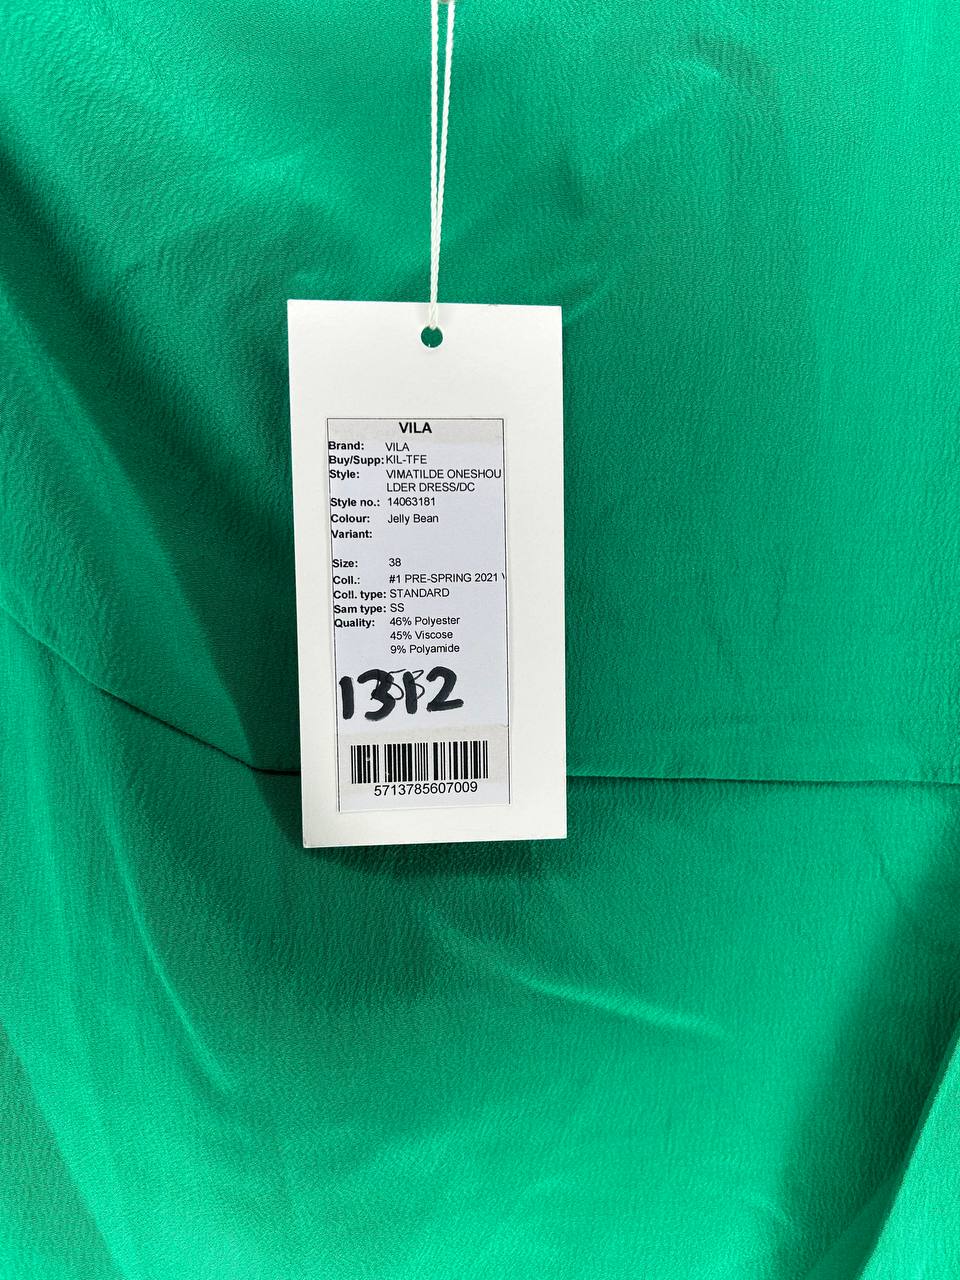 VILA
Brand: VILA
Buy/Supp: KIL-TFE
Style: VIMATILDE ONESHOU
LDER DRESS/DC
Style no.: 14063181
Colour: Jelly Bean
Variant:
Size: 38
Coll.: #1 PRE-SPRING 2021
Coll. type: STANDARD
Sam type: SS
Quality: 46% Polyester
45% Viscose
9% Polyamide
1312
5713785607009